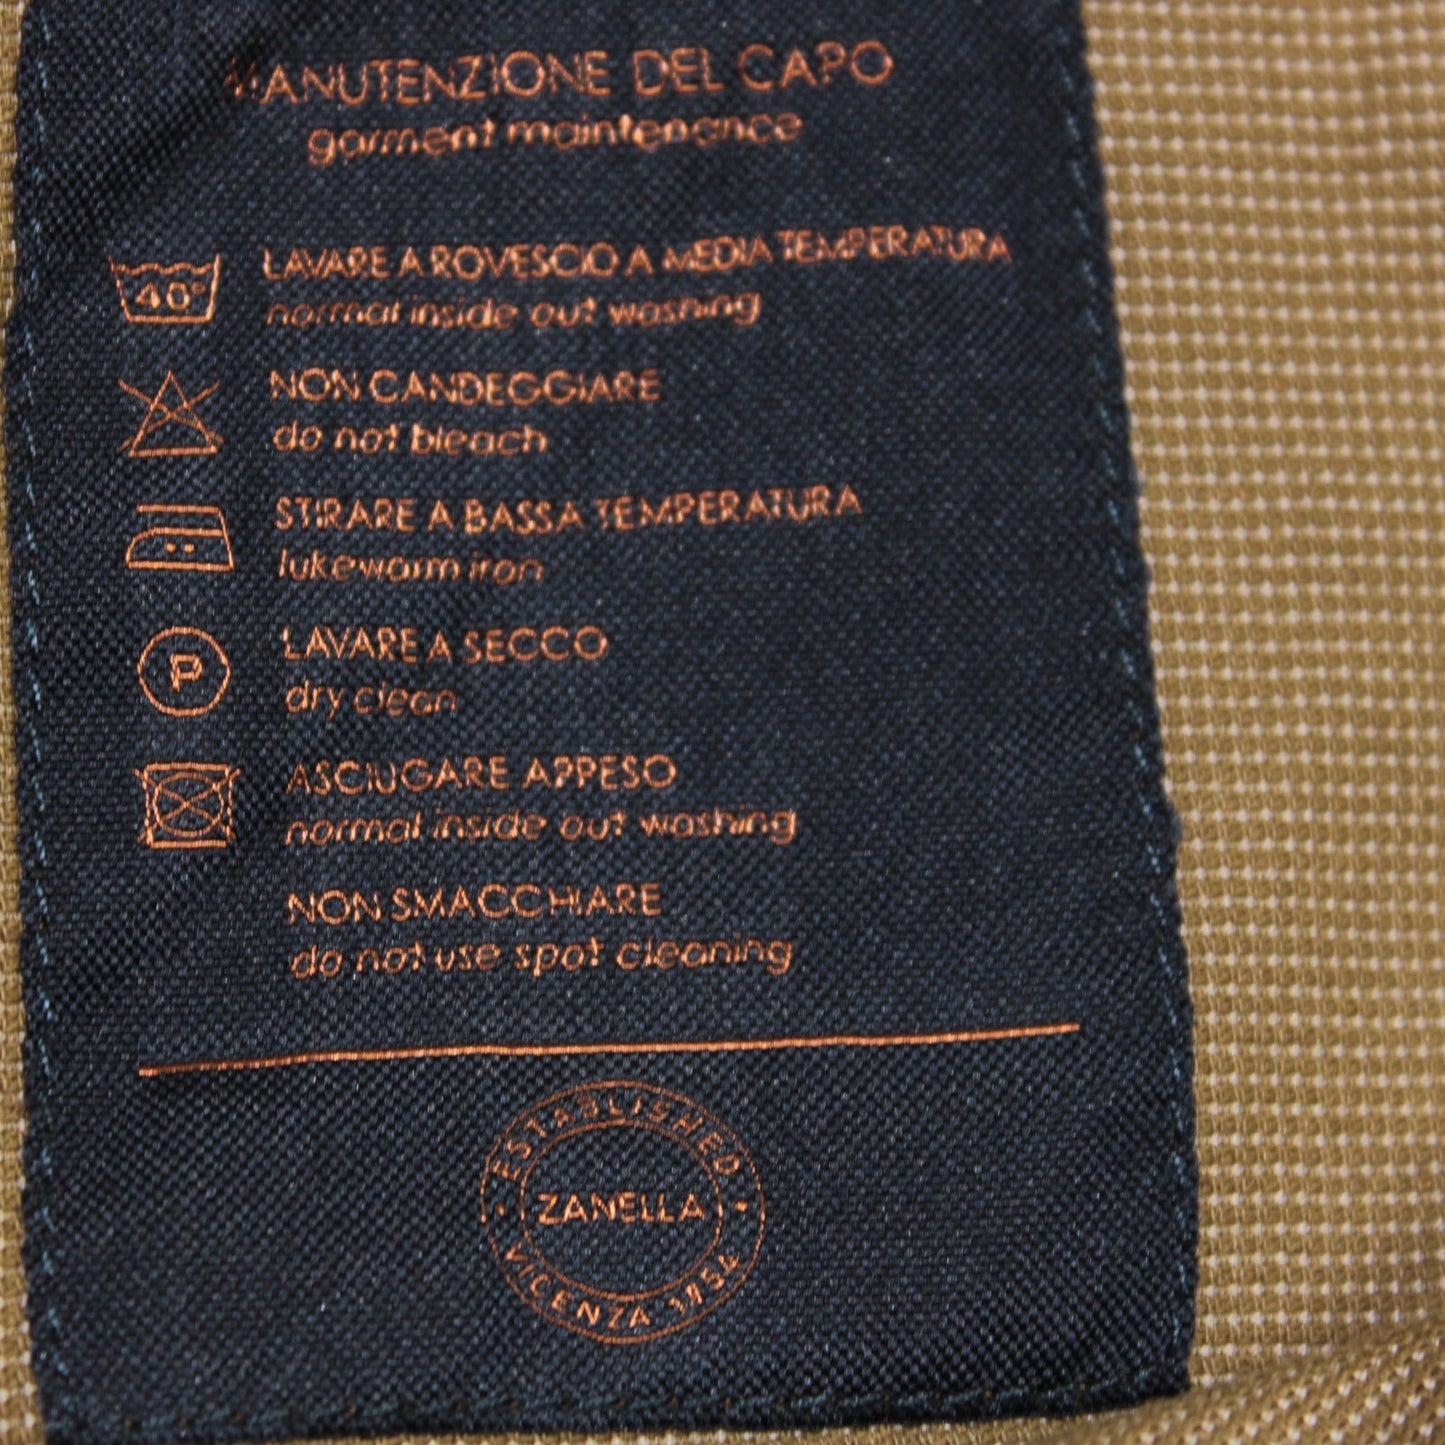 MANUTENZIONE DEL CAPO
garment maintenance
40°
LAVARE A ROVESCIO A MEDIA TEMPERATURA
normal inside out washing
NON CANDEGGIARE
do not bleach
STIRARE A BASSA TEMPERATURA
lukewarm iron
P
LAVARE A SECCO
dry clean
ASCIUGARE APPESO
normal inside out washing
NON SMACCHIARE
do not use spot cleaning
ESTABLISHED
ZANELLA
VICENZA 1954